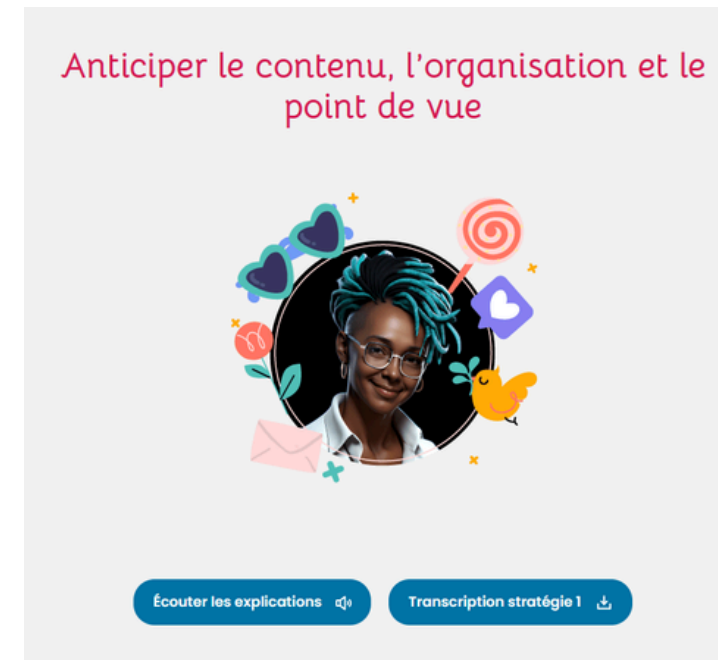 Anticiper le contenu, l’organisation et le
point de vue
Écouter les explications
Transcription stratégie 1